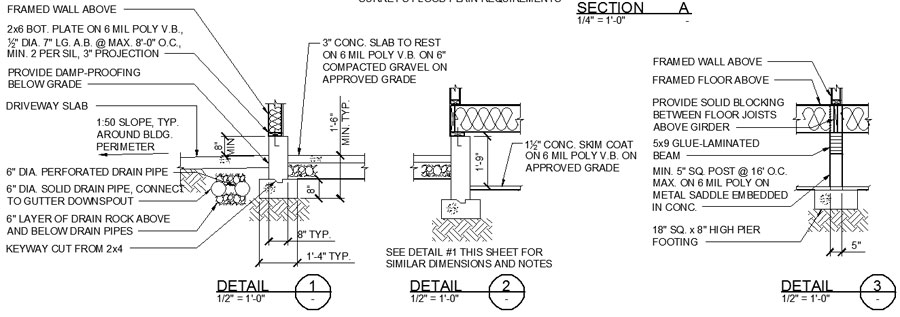 SECTION A
1/4" = 1'-0" -
FRAMED WALL ABOVE
2x6 BOT. PLATE ON 6 MIL POLY V.B.,
½" DIA. 7" LG. A.B. @ MAX. 8'-0" O.C.,
MIN. 2 PER SIL, 3" PROJECTION
PROVIDE DAMP-PROOFING
BELOW GRADE
DRIVEWAY SLAB
1:50 SLOPE, TYP.
AROUND BLDG.
PERIMETER
6" DIA. PERFORATED DRAIN PIPE
6" DIA. SOLID DRAIN PIPE, CONNECT
TO GUTTER DOWNSPOUT
6" LAYER OF DRAIN ROCK ABOVE
AND BELOW DRAIN PIPES
KEYWAY CUT FROM 2x4
3" CONC. SLAB TO REST
ON 6 MIL POLY V.B. ON 6"
COMPACTED GRAVEL ON
APPROVED GRADE
8"
MIN.
1'-6"
MIN. TYP.
8"
8" TYP.
1'-4" TYP.
DETAIL 1
1/2" = 1'-0" -
1'-9"
1½" CONC. SKIM COAT
ON 6 MIL POLY V.B. ON
APPROVED GRADE
SEE DETAIL #1 THIS SHEET FOR
SIMILAR DIMENSIONS AND NOTES
DETAIL 2
1/2" = 1'-0" -
FRAMED WALL ABOVE
FRAMED FLOOR ABOVE
PROVIDE SOLID BLOCKING
BETWEEN FLOOR JOISTS
ABOVE GIRDER
5x9 GLUE-LAMINATED
BEAM
MIN. 5" SQ. POST @ 16' O.C.
MAX. ON 6 MIL POLY ON
METAL SADDLE EMBEDDED
IN CONC.
18" SQ. x 8" HIGH PIER
FOOTING
5"
DETAIL 3
1/2" = 1'-0" -